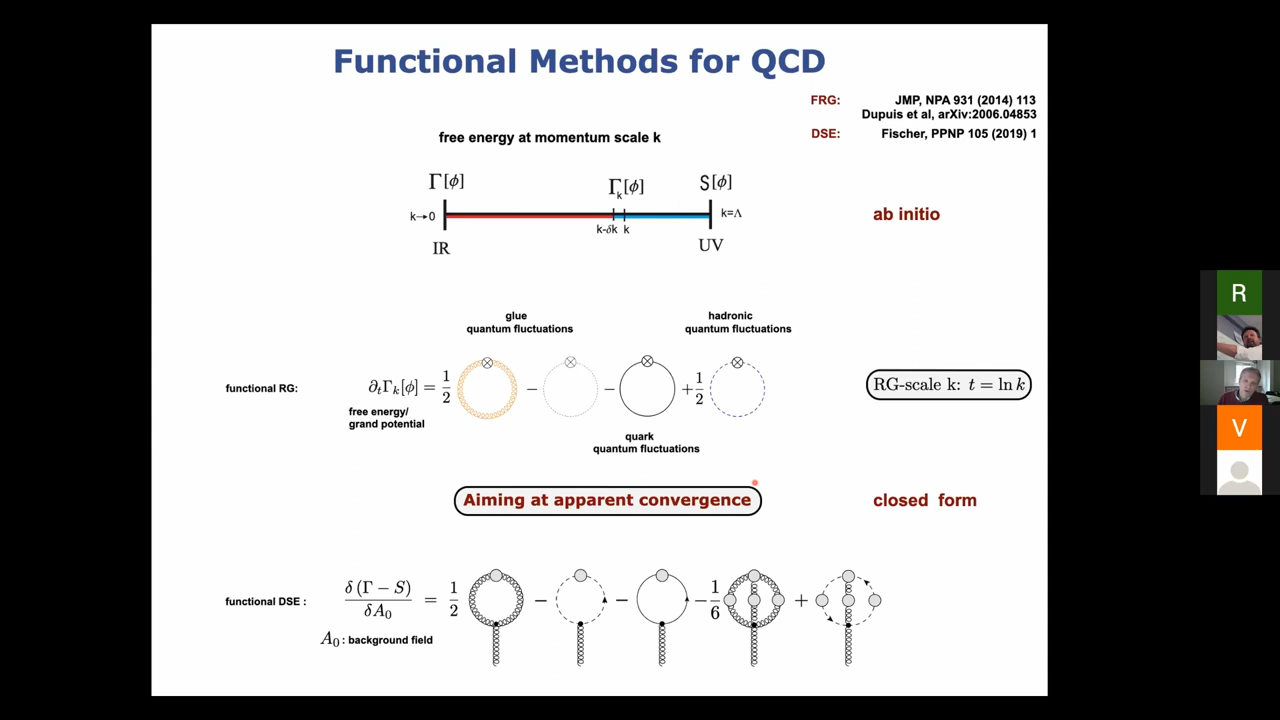 Functional Methods for QCD
FRG: JMP, NPA 931 (2014) 113
Dupuis et al, arXiv:2006.04853
DSE: Fischer, PPNP 105 (2019) 1
free energy at momentum scale k
Γ[ϕ] Γk[ϕ] S[ϕ]
k→0 k=Λ
k-δk k
IR UV
ab initio
glue
quantum fluctuations
hadronic
quantum fluctuations
functional RG: ∂tΓk[ϕ] = 1/2 − − + 1/2
RG-scale k: t = ln k
free energy/
grand potential
quark
quantum fluctuations
Aiming at apparent convergence
closed form
functional DSE : δ(Γ − S)/δA0 = 1/2 − − − 1/6 +
A0 : background field
R
V